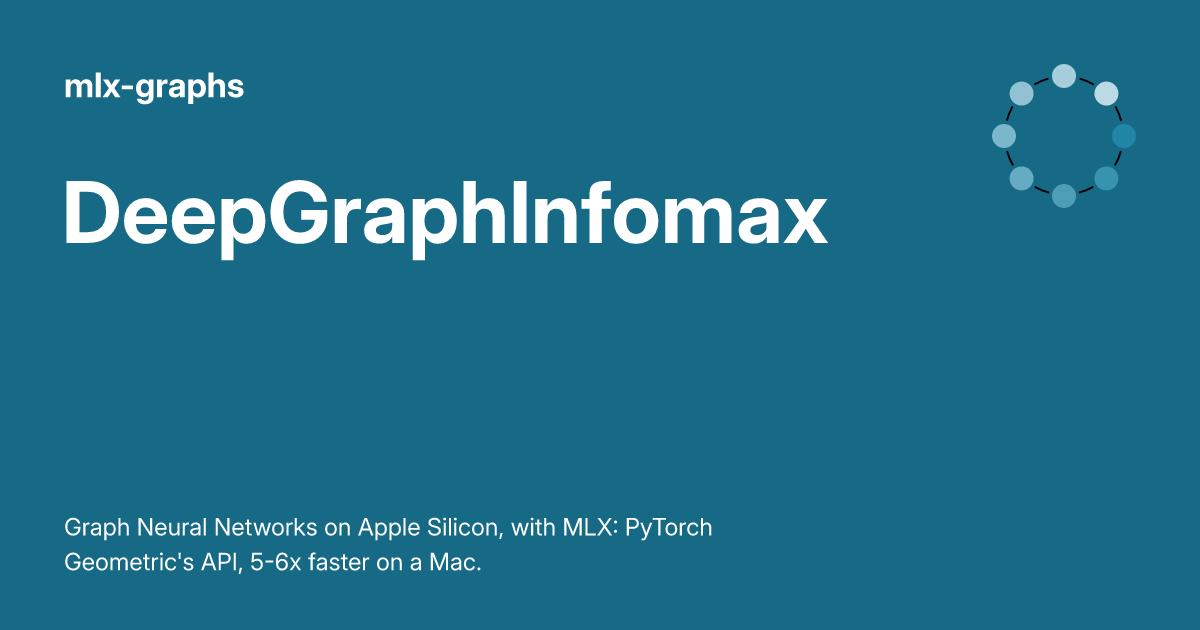 mlx-graphs
DeepGraphInfomax
Graph Neural Networks on Apple Silicon, with MLX: PyTorch
Geometric's API, 5-6x faster on a Mac.